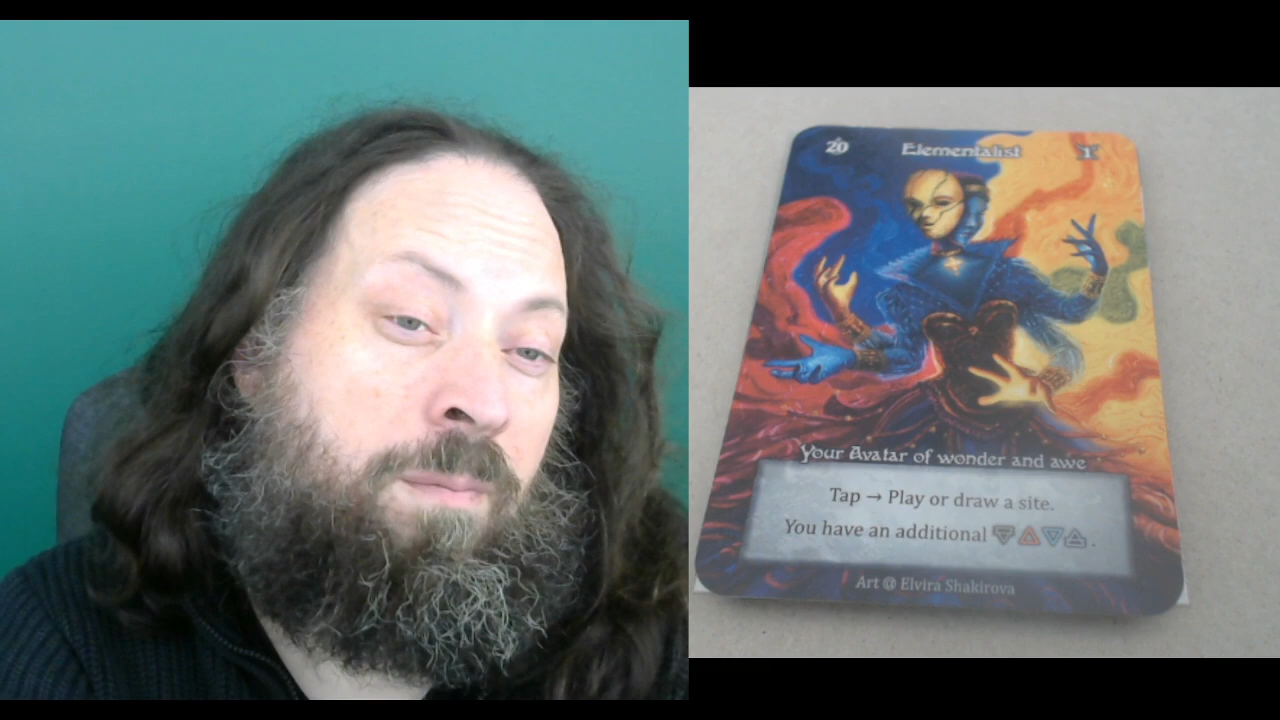 20 Elementalist 1
Your Avatar of wonder and awe
Tap → Play or draw a site.
You have an additional 🜃 🜂 🜄 🜁 .
Art @ Elvira Shakirova